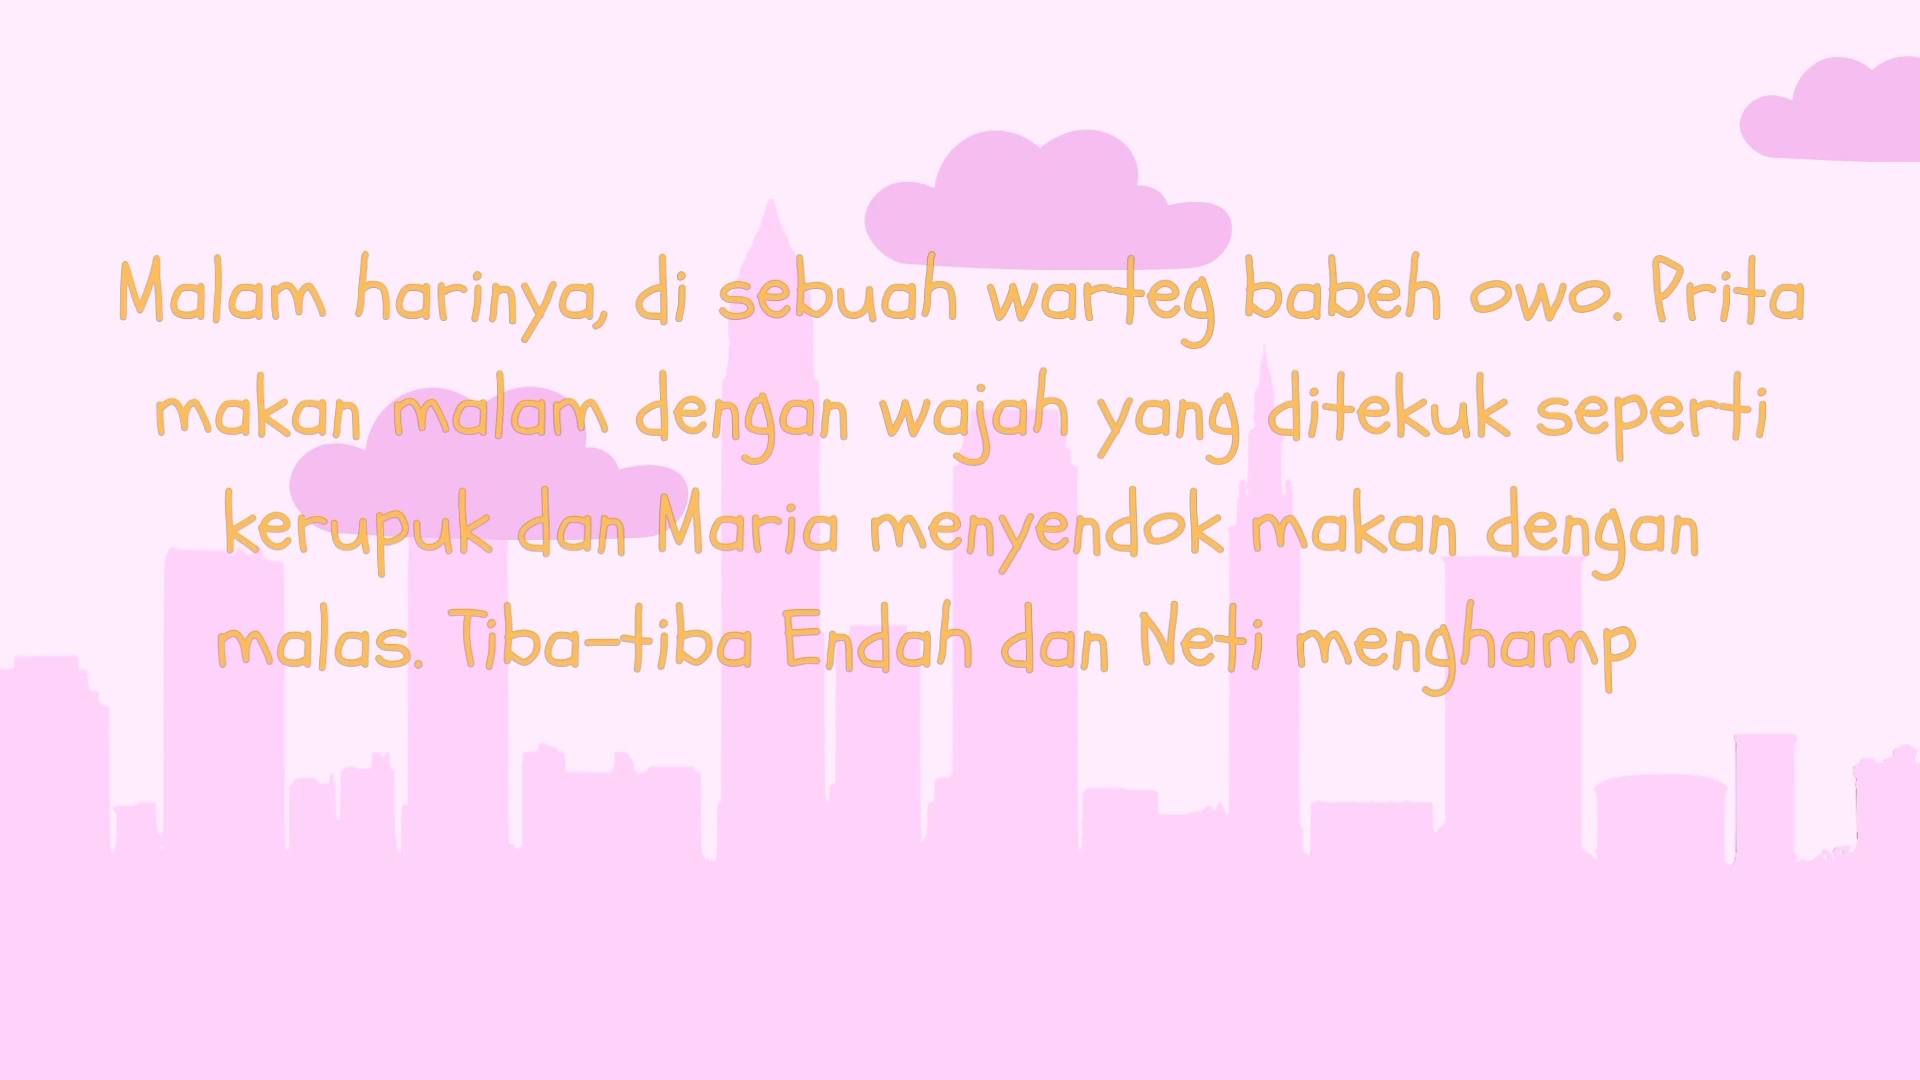 Malam harinya, di sebuah warteg babeh owo. Prita
makan malam dengan wajah yang ditekuk seperti
kerupuk dan Maria menyendok makan dengan
malas. Tiba-tiba Endah dan Neti menghamp